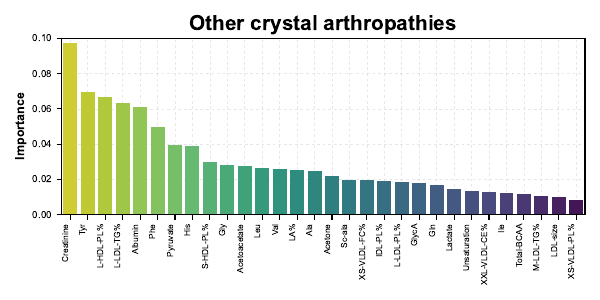 Other crystal arthropathies
Importance
0.10
0.08
0.06
0.04
0.02
0.00
Creatinine
Tyr
L-HDL-PL%
L-LDL-TG%
Albumin
Phe
Pyruvate
His
S-HDL-PL%
Gly
Acetoacetate
Leu
Val
LA%
Ala
Acetone
Sc-ala
XS-VLDL-FC%
IDL-PL%
L-LDL-PL%
GlycA
Gln
Lactate
Unsaturation
XXL-VLDL-CE%
Ile
Total-BCAA
M-LDL-TG%
LDL-size
XS-VLDL-PL%